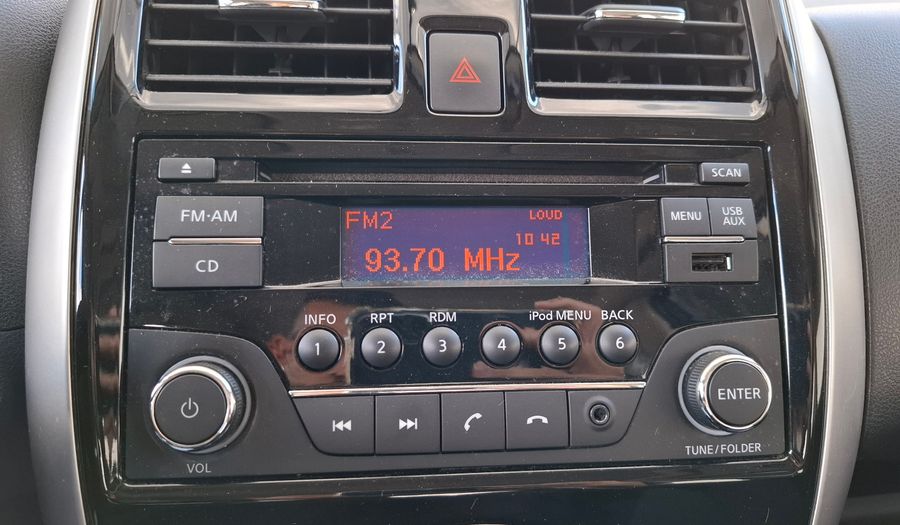 SCAN
FM·AM
CD
FM2 LOUD
10 42
93.70 MHz
MENU
USB
AUX
INFO RPT RDM iPod MENU BACK
1 2 3 4 5 6
VOL
ENTER
TUNE/FOLDER